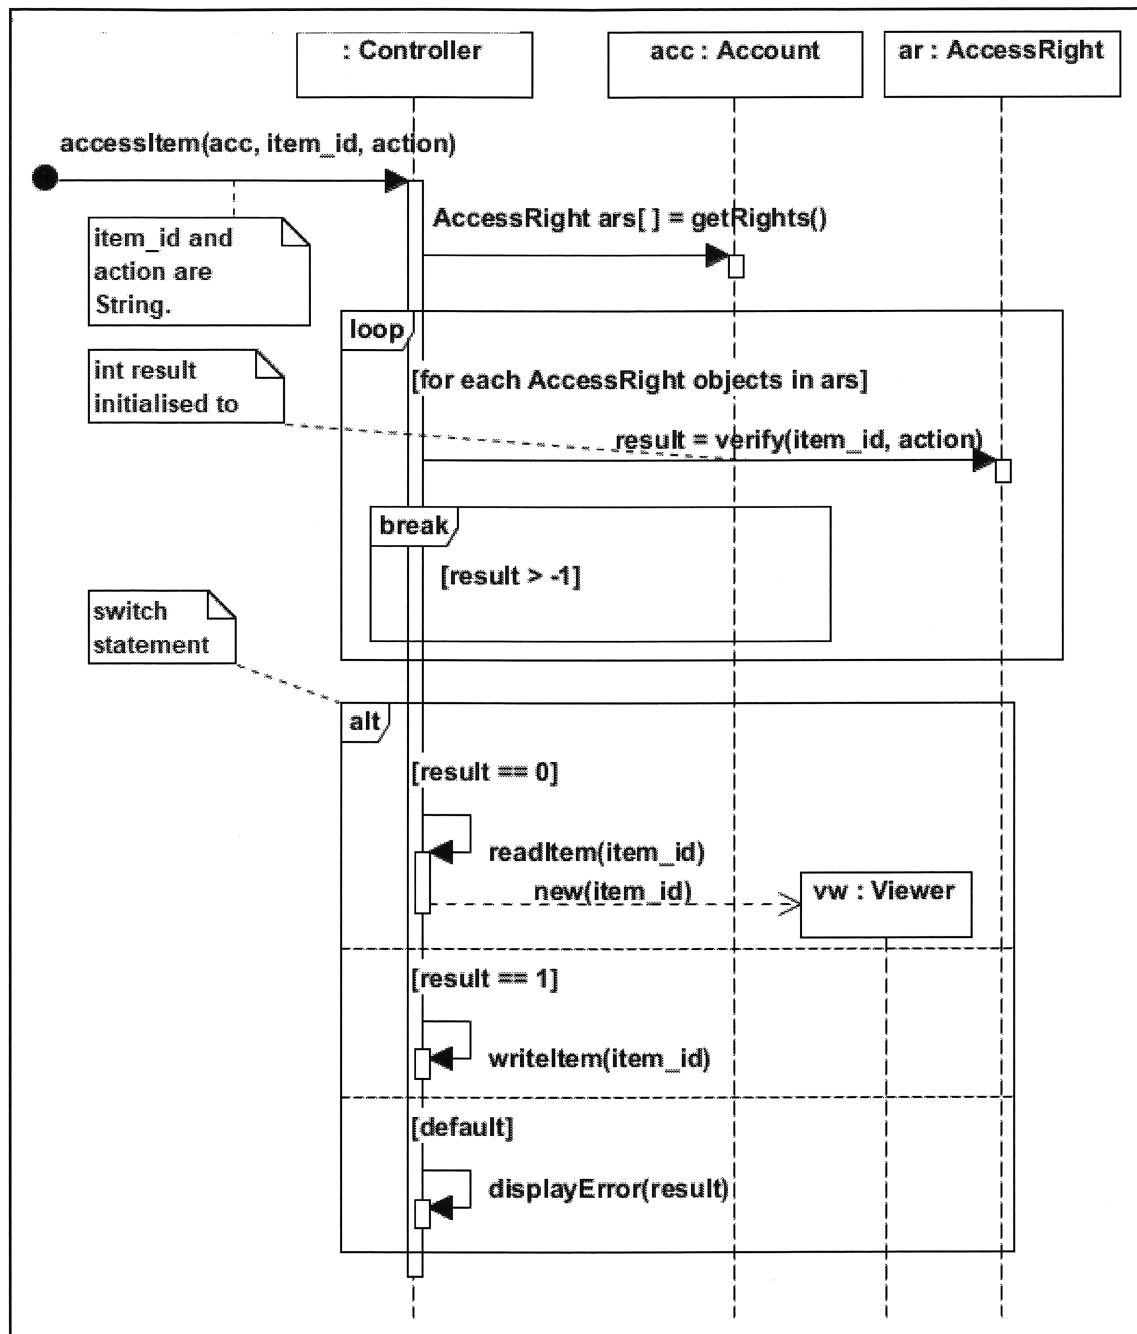 : Controller
acc : Account
ar : AccessRight
accessItem(acc, item_id, action)
item_id and
action are
String.
AccessRight ars[ ] = getRights()
loop
[for each AccessRight objects in ars]
int result
initialised to
result = verify(item_id, action)
break
[result > -1]
switch
statement
alt
[result == 0]
readItem(item_id)
new(item_id)
vw : Viewer
[result == 1]
writeItem(item_id)
[default]
displayError(result)